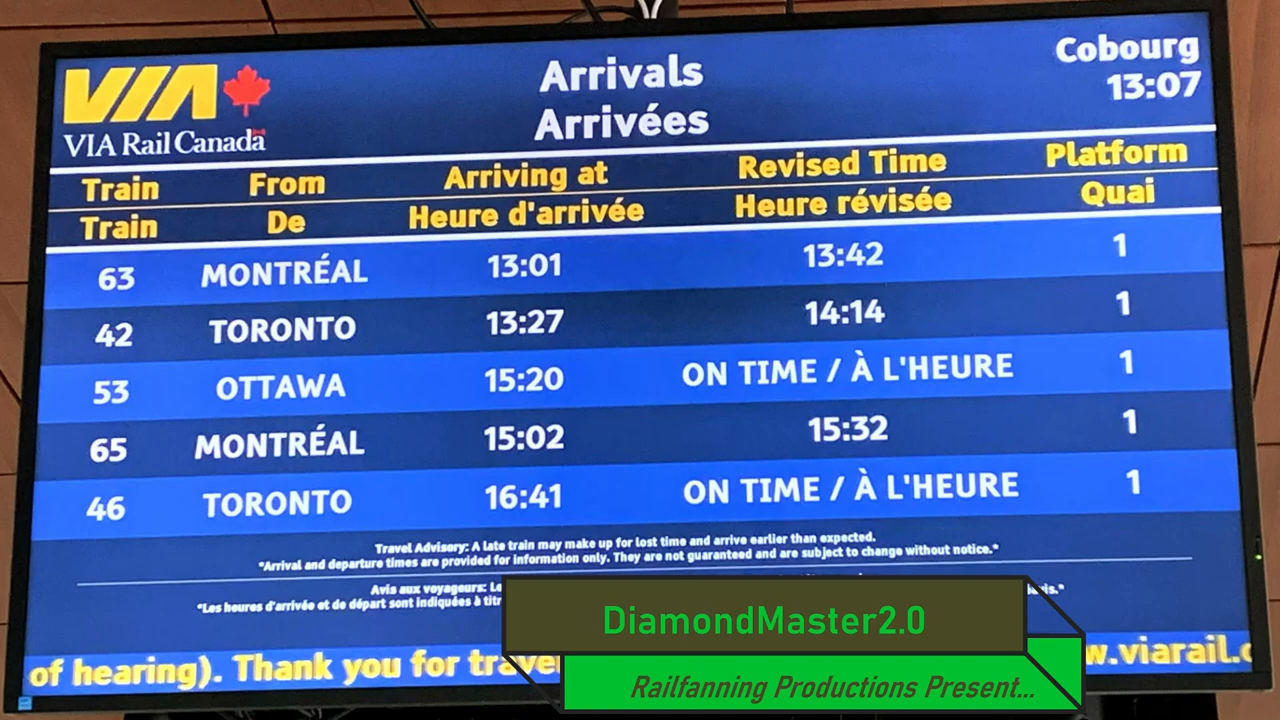 VIA
VIA Rail Canada
Arrivals
Arrivées
Cobourg
13:07
Train From Arriving at Revised Time Platform
Train De Heure d'arrivée Heure révisée Quai
63 MONTRÉAL 13:01 13:42 1
42 TORONTO 13:27 14:14 1
53 OTTAWA 15:20 ON TIME / À L'HEURE 1
65 MONTRÉAL 15:02 15:32 1
46 TORONTO 16:41 ON TIME / À L'HEURE 1
Travel Advisory: A late train may make up for lost time and arrive earlier than expected.
*Arrival and departure times are provided for information only. They are not guaranteed and are subject to change without notice.*
Avis aux voyageurs:
*Les heures d'arrivée et de départ sont indiquées à
of hearing). Thank you for
DiamondMaster2.0
Railfanning Productions Present...